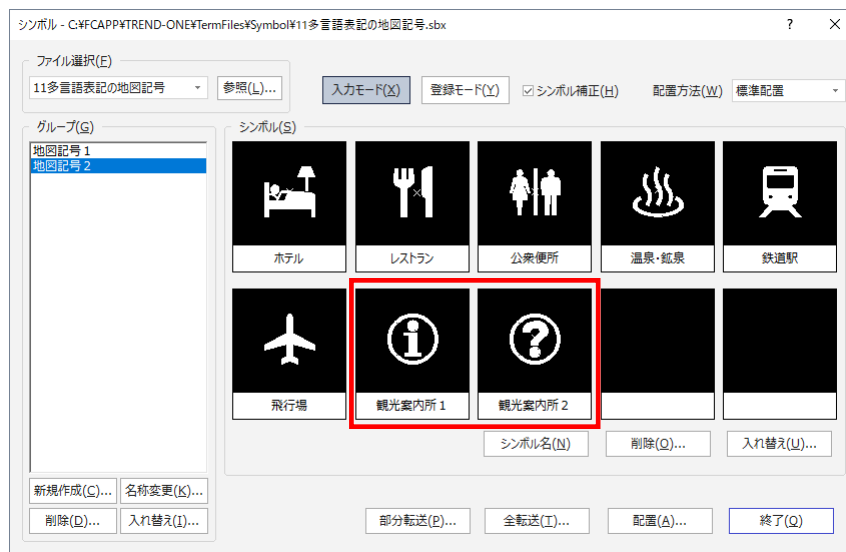 シンボル - C:¥FCAPP¥TREND-ONE¥TermFiles¥Symbol¥11多言語表記の地図記号.sbx ? ×
ファイル選択(F)
11多言語表記の地図記号 参照(L)... 入力モード(X) 登録モード(Y) シンボル補正(H) 配置方法(W) 標準配置
グループ(G) シンボル(S)
地図記号1
地図記号2
ホテル レストラン 公衆便所 温泉・鉱泉 鉄道駅
飛行場 観光案内所1 観光案内所2
シンボル名(N) 削除(O)... 入れ替え(U)...
新規作成(C)... 名称変更(K)...
削除(D)... 入れ替え(I)... 部分転送(P)... 全転送(T)... 配置(A)... 終了(Q)